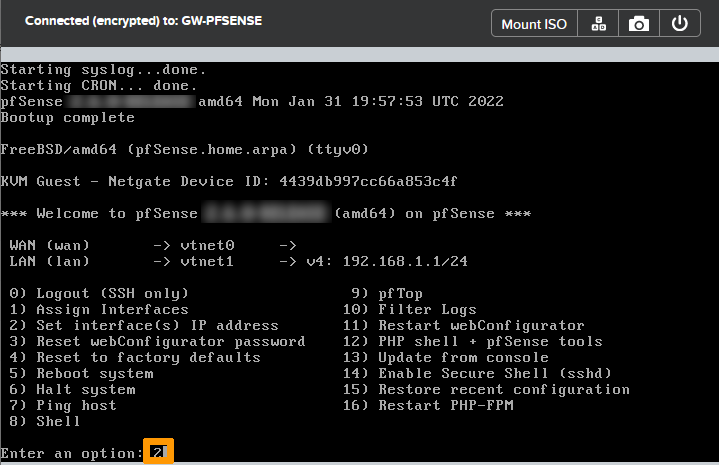 Connected (encrypted) to: GW-PFSENSE
Mount ISO
Starting syslog...done.
Starting CRON... done.
pfSense amd64 Mon Jan 31 19:57:53 UTC 2022
Bootup complete
FreeBSD/amd64 (pfSense.home.arpa) (ttyv0)
KVM Guest - Netgate Device ID: 4439db997cc66a853c4f
*** Welcome to pfSense (amd64) on pfSense ***
WAN (wan) -> vtnet0 ->
LAN (lan) -> vtnet1 -> v4: 192.168.1.1/24
0) Logout (SSH only) 9) pfTop
1) Assign Interfaces 10) Filter Logs
2) Set interface(s) IP address 11) Restart webConfigurator
3) Reset webConfigurator password 12) PHP shell + pfSense tools
4) Reset to factory defaults 13) Update from console
5) Reboot system 14) Enable Secure Shell (sshd)
6) Halt system 15) Restore recent configuration
7) Ping host 16) Restart PHP-FPM
8) Shell
Enter an option: 2